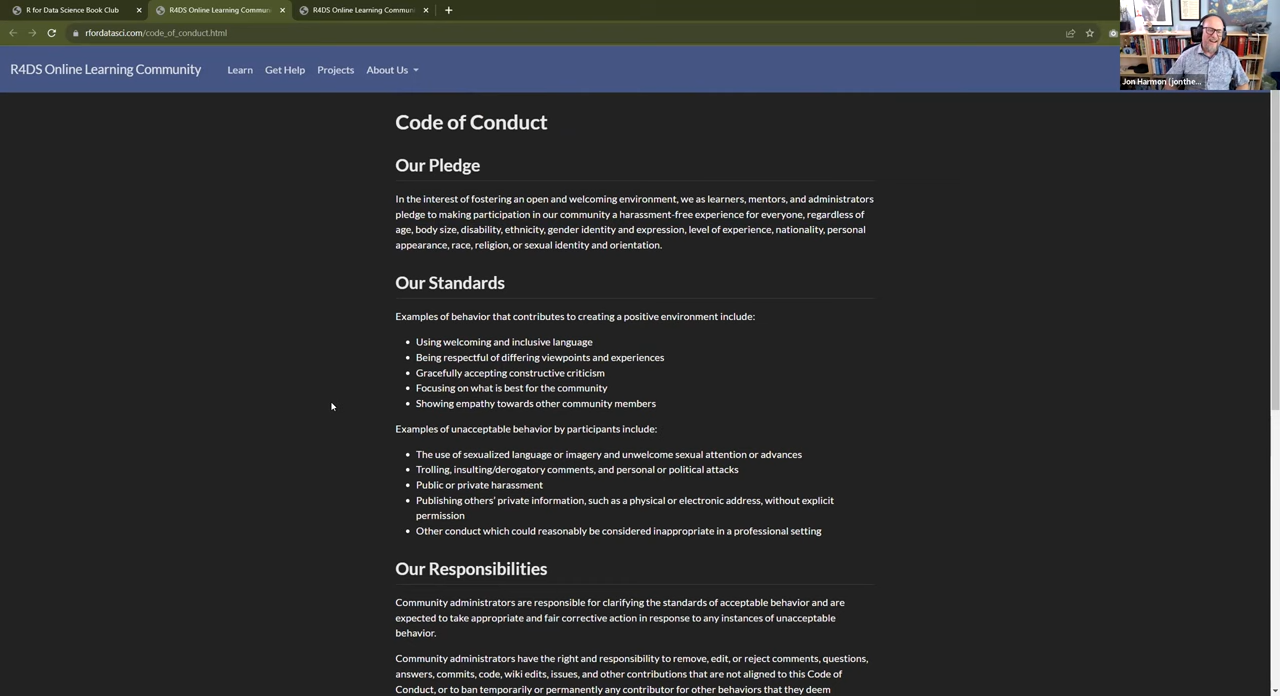 R for Data Science Book Club
R4DS Online Learning Commun
R4DS Online Learning Commun
rfordatasci.com/code_of_conduct.html
R4DS Online Learning Community
Learn
Get Help
Projects
About Us
Jon Harmon (jonthe...
Code of Conduct
Our Pledge
In the interest of fostering an open and welcoming environment, we as learners, mentors, and administrators
pledge to making participation in our community a harassment-free experience for everyone, regardless of
age, body size, disability, ethnicity, gender identity and expression, level of experience, nationality, personal
appearance, race, religion, or sexual identity and orientation.
Our Standards
Examples of behavior that contributes to creating a positive environment include:
• Using welcoming and inclusive language
• Being respectful of differing viewpoints and experiences
• Gracefully accepting constructive criticism
• Focusing on what is best for the community
• Showing empathy towards other community members
Examples of unacceptable behavior by participants include:
• The use of sexualized language or imagery and unwelcome sexual attention or advances
• Trolling, insulting/derogatory comments, and personal or political attacks
• Public or private harassment
• Publishing others' private information, such as a physical or electronic address, without explicit
permission
• Other conduct which could reasonably be considered inappropriate in a professional setting
Our Responsibilities
Community administrators are responsible for clarifying the standards of acceptable behavior and are
expected to take appropriate and fair corrective action in response to any instances of unacceptable
behavior.
Community administrators have the right and responsibility to remove, edit, or reject comments, questions,
answers, commits, code, wiki edits, issues, and other contributions that are not aligned to this Code of
Conduct, or to ban temporarily or permanently any contributor for other behaviors that they deem